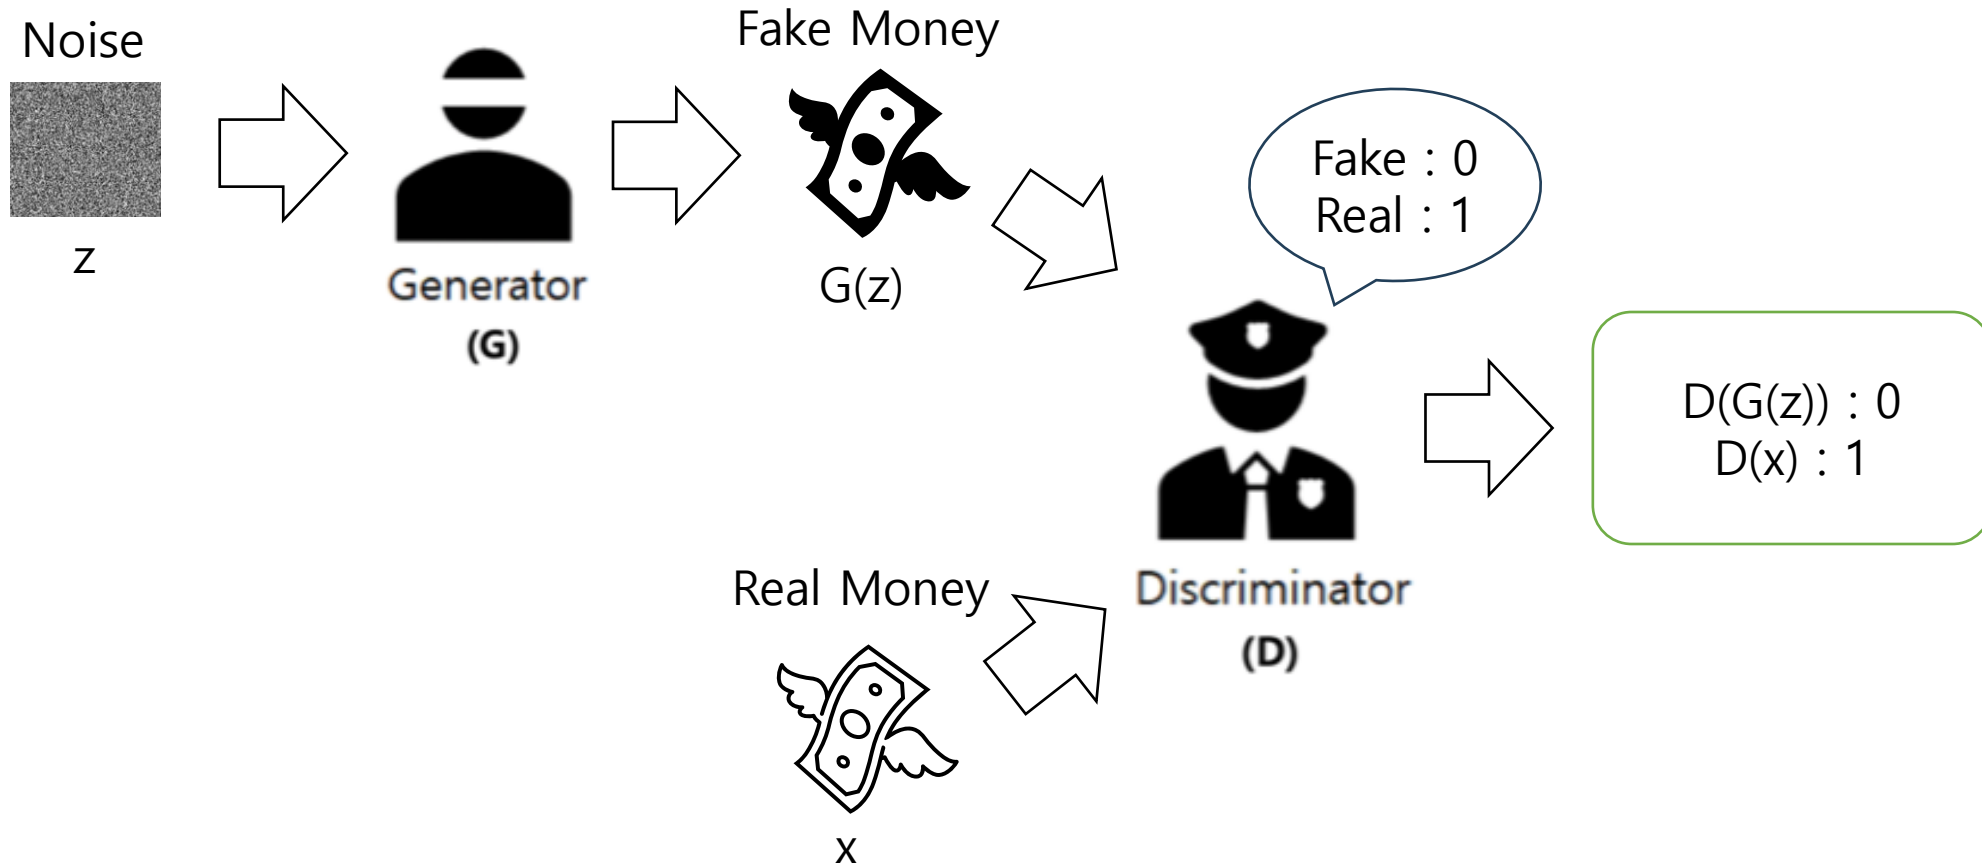 Noise
z
Generator
(G)
Fake Money
G(z)
Fake : 0
Real : 1
Real Money
x
Discriminator
(D)
D(G(z)) : 0
D(x) : 1